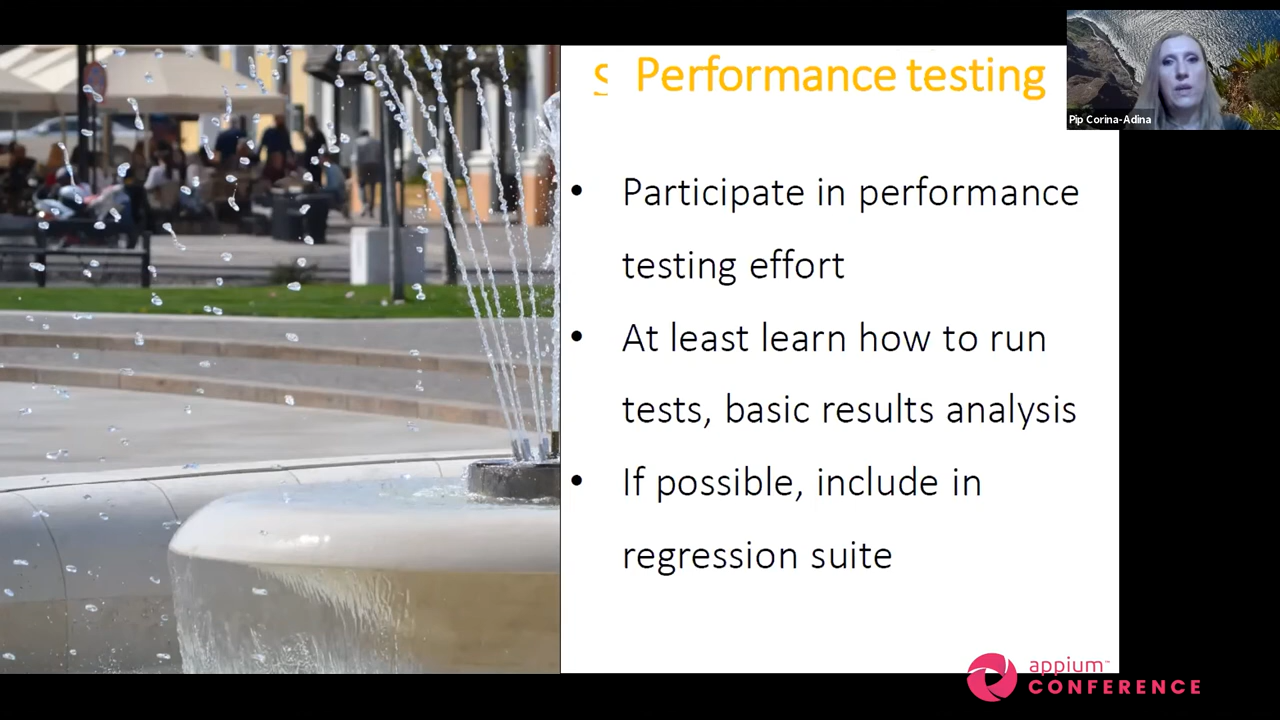 S Performance testing
Pip Corina-Adina
• Participate in performance
testing effort
• At least learn how to run
tests, basic results analysis
• If possible, include in
regression suite
appium™
CONFERENCE